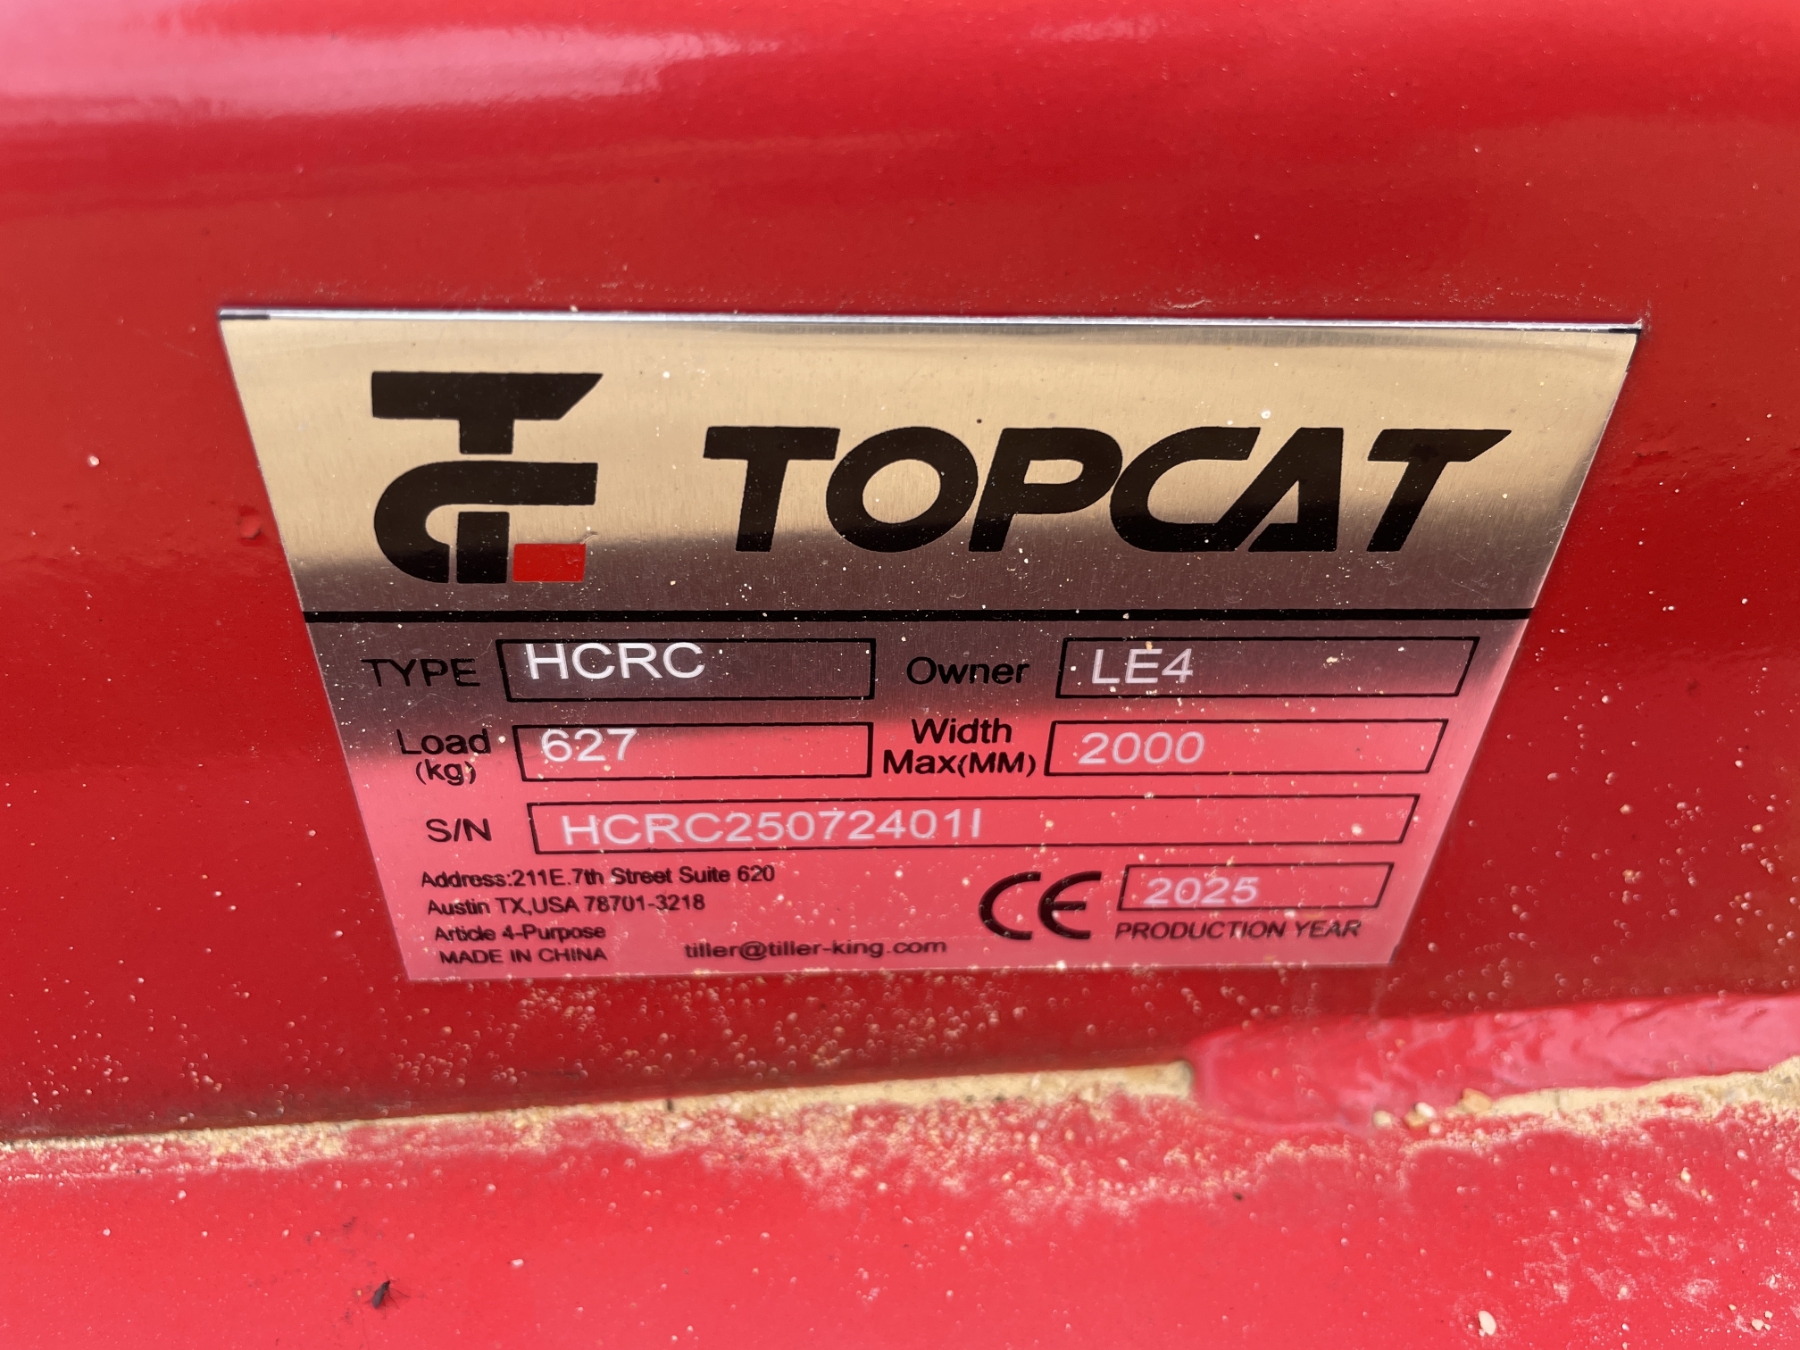 TC TOPCAT
TYPE HCRC Owner LE4
Load (kg) 627 Width Max(MM) 2000
S/N HCRC25072401I
Address:211E.7th Street Suite 620
Austin TX,USA 78701-3218
Article 4-Purpose
MADE IN CHINA tiller@tiller-king.com
CE 2025
PRODUCTION YEAR